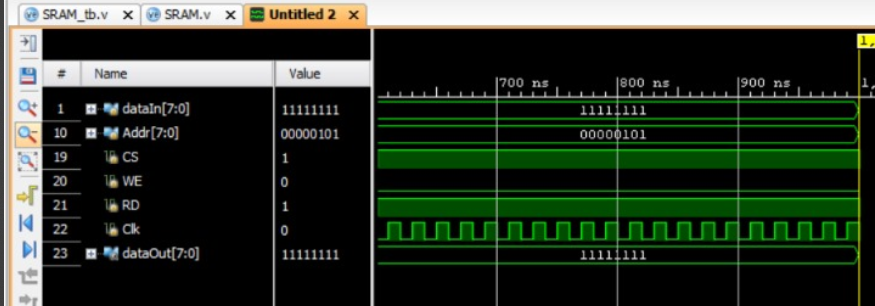 SRAM_tb.v SRAM.v Untitled 2
1,
# Name Value 700 ns 800 ns 900 ns 1,
1 dataIn[7:0] 11111111 11111111
10 Addr[7:0] 00000101 00000101
19 CS 1
20 WE 0
21 RD 1
22 Clk 0
23 dataOut[7:0] 11111111 11111111